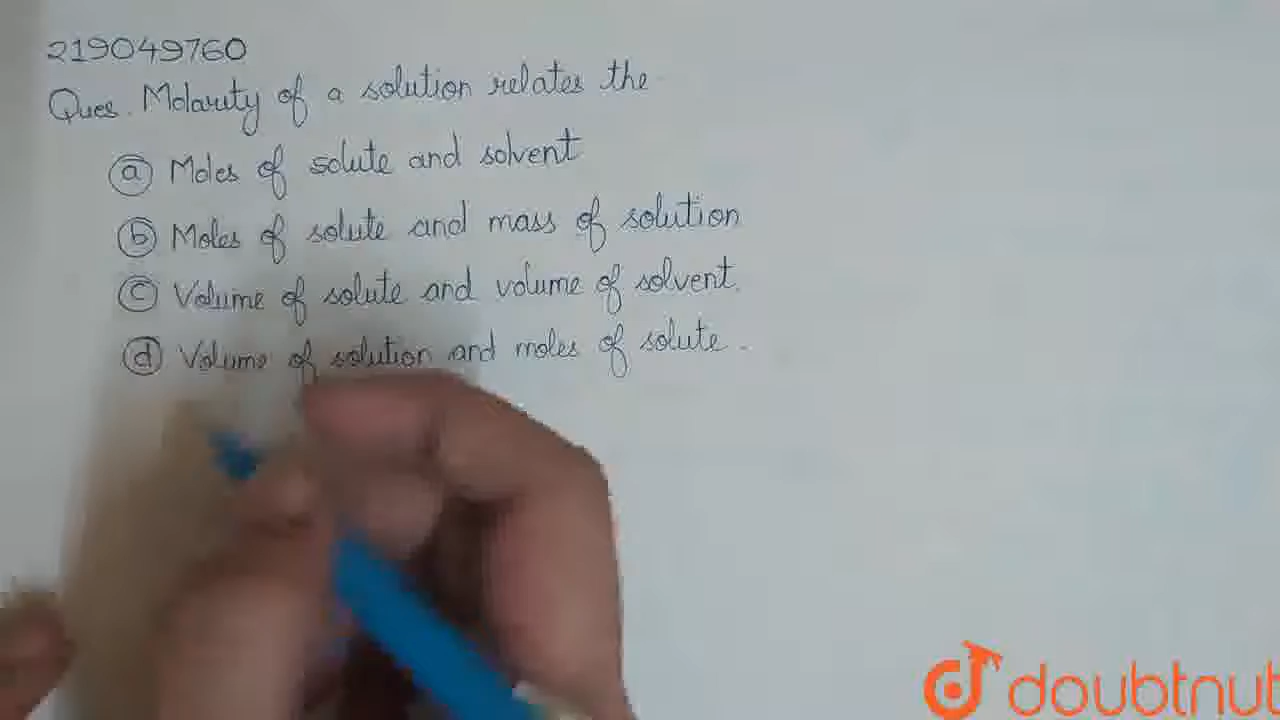 219049760
Ques. Molarity of a solution relates the
(a) Moles of solute and solvent
(b) Moles of solute and mass of solution
(c) Volume of solute and volume of solvent.
(d) Volume of solution and moles of solute.
doubtnut